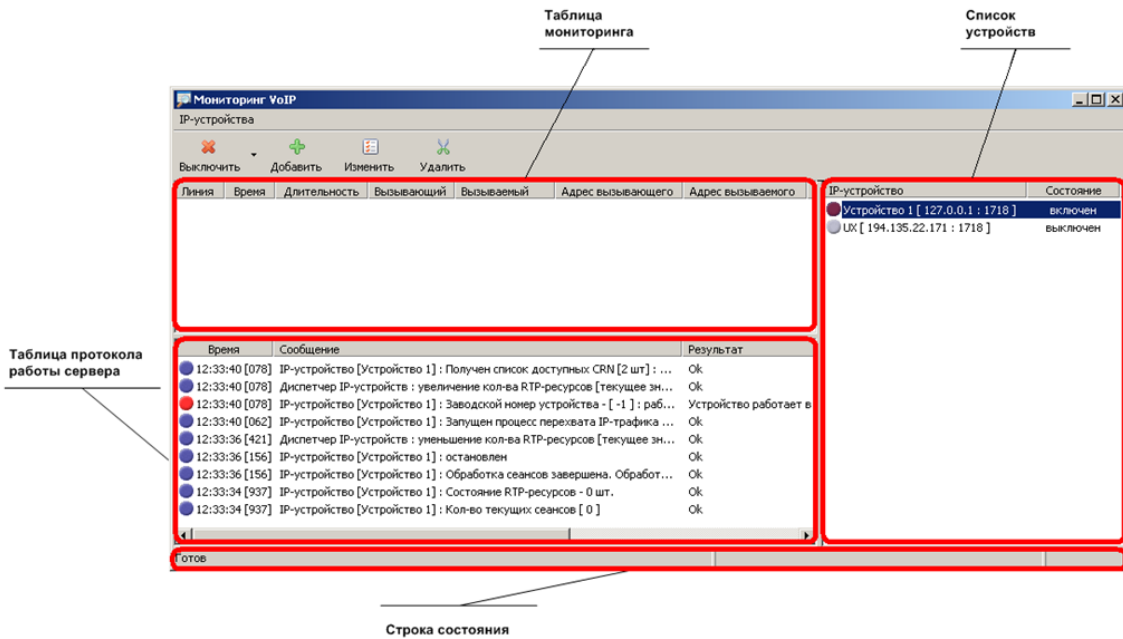 Таблица
мониторинга
Список
устройств
Мониторинг VoIP
IP-устройства
Выключить Добавить Изменить Удалить
Линия Время Длительность Вызывающий Вызываемый Адрес вызывающего Адрес вызываемого
IP-устройство Состояние
Устройство 1 [ 127.0.0.1 : 1718 ] включен
UX [ 194.135.22.171 : 1718 ] выключен
Таблица протокола
работы сервера
Время Сообщение Результат
12:33:40 [078] IP-устройство [Устройство 1] : Получен список доступных CRN [2 шт] : ... Ok
12:33:40 [078] Диспетчер IP-устройств : увеличение кол-ва RTP-ресурсов [текущее зн... Ok
12:33:40 [078] IP-устройство [Устройство 1] : Заводской номер устройства - [ -1 ] : раб... Устройство работает в
12:33:40 [062] IP-устройство [Устройство 1] : Запущен процесс перехвата IP-трафика ... Ok
12:33:36 [421] Диспетчер IP-устройств : уменьшение кол-ва RTP-ресурсов [текущее зн... Ok
12:33:36 [156] IP-устройство [Устройство 1] : остановлен Ok
12:33:36 [156] IP-устройство [Устройство 1] : Обработка сеансов завершена. Обработ... Ok
12:33:34 [937] IP-устройство [Устройство 1] : Состояние RTP-ресурсов - 0 шт. Ok
12:33:34 [937] IP-устройство [Устройство 1] : Кол-во текущих сеансов [ 0 ] Ok
Готов
Строка состояния